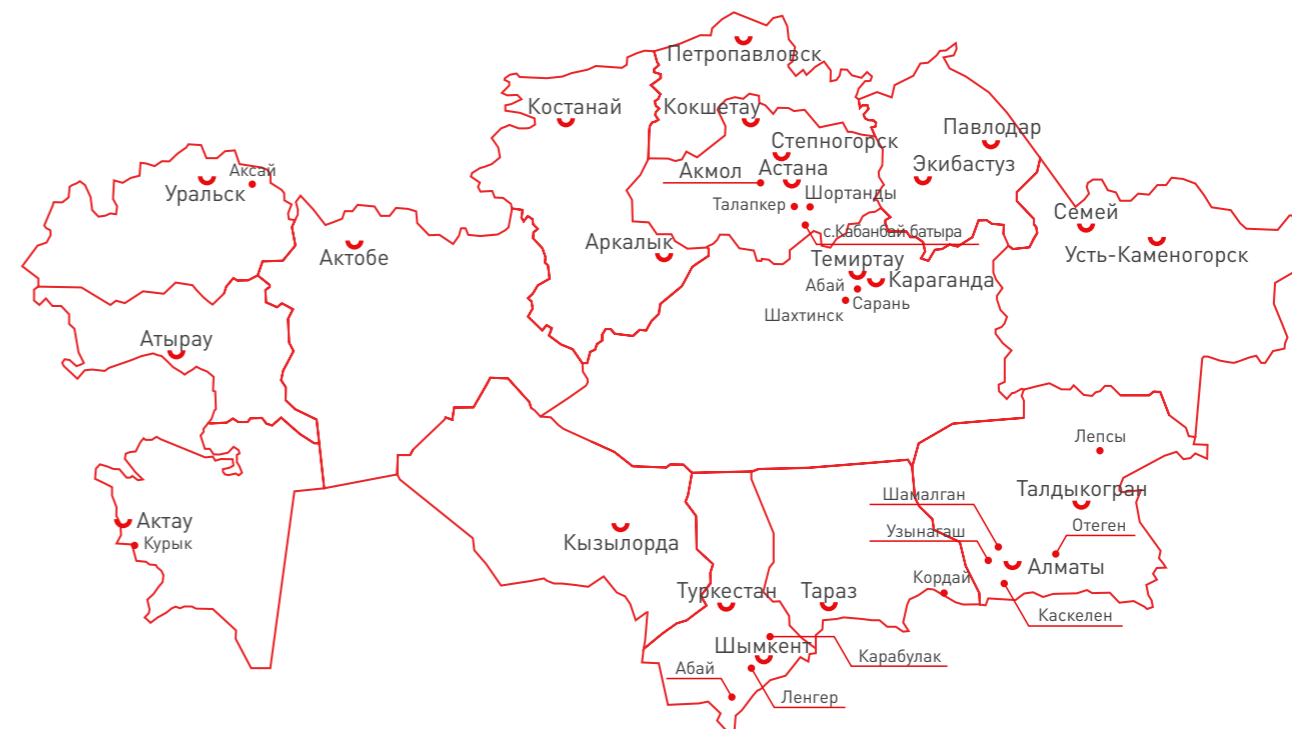 Петропавловск
Костанай
Кокшетау
Павлодар
Степногорск
Экибастуз
Акмол
Астана
Аксай
Уральск
Талапкер
Шортанды
Семей
с.Кабанбай батыра
Аркалык
Актобе
Усть-Каменогорск
Темиртау
Караганда
Абай
Сарань
Шахтинск
Атырау
Лепсы
Талдыкогран
Шамалган
Актау
Узынагаш
Отеген
Курык
Кызылорда
Алматы
Кордай
Туркестан
Тараз
Каскелен
Шымкент
Карабулак
Абай
Ленгер